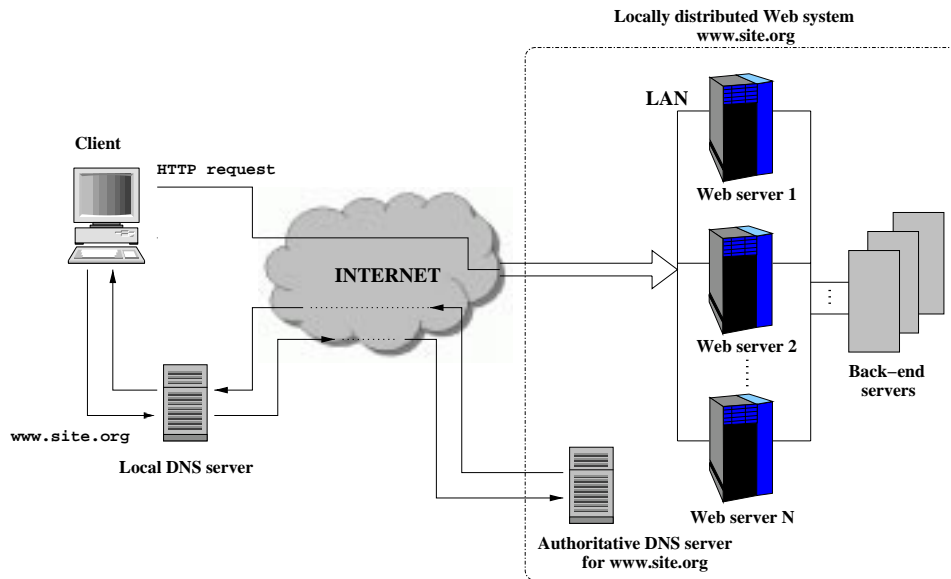 Locally distributed Web system
www.site.org
LAN
Client
HTTP request
Web server 1
INTERNET
Web server 2
Back−end
servers
www.site.org
Local DNS server
Web server N
Authoritative DNS server
for www.site.org